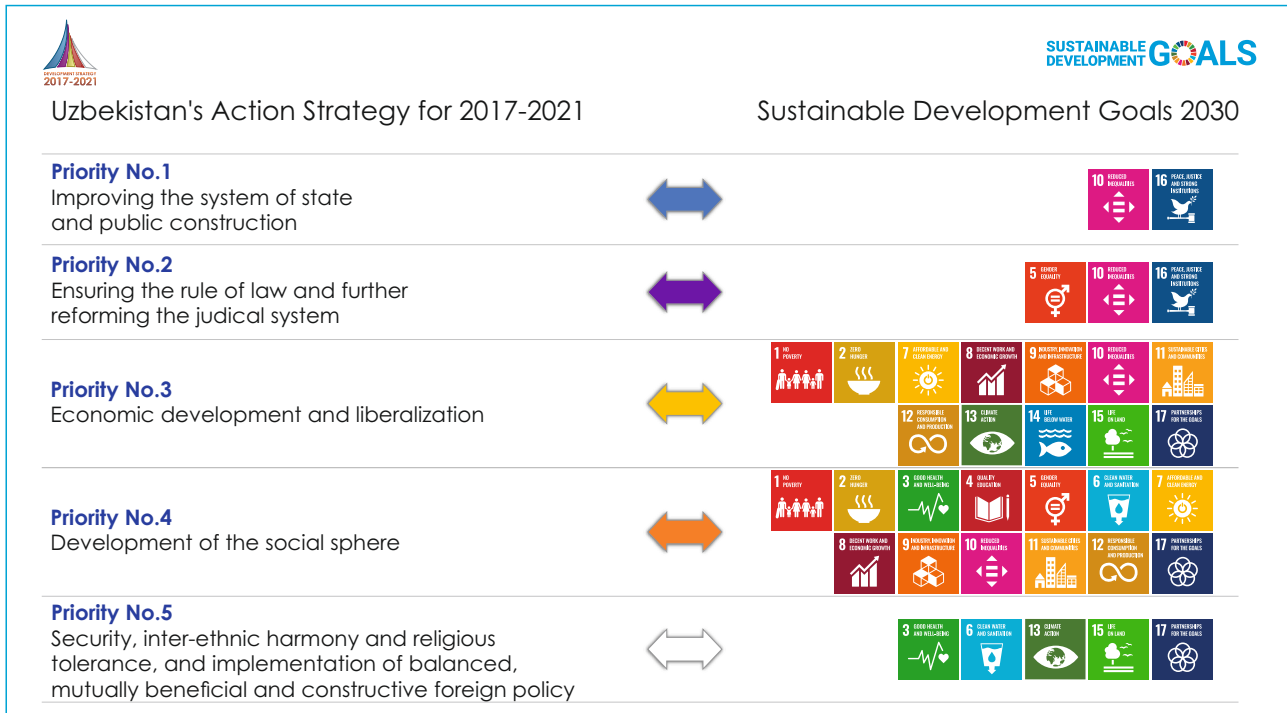 DEVELOPMENT STRATEGY
2017-2021
SUSTAINABLE
DEVELOPMENT GOALS
Uzbekistan's Action Strategy for 2017-2021
Sustainable Development Goals 2030
Priority No.1
Improving the system of state
and public construction
10 REDUCED
INEQUALITIES
16 PEACE, JUSTICE
AND STRONG
INSTITUTIONS
Priority No.2
Ensuring the rule of law and further
reforming the judical system
5 GENDER
EQUALITY
10 REDUCED
INEQUALITIES
16 PEACE, JUSTICE
AND STRONG
INSTITUTIONS
Priority No.3
Economic development and liberalization
1 NO
POVERTY
2 ZERO
HUNGER
7 AFFORDABLE AND
CLEAN ENERGY
8 DECENT WORK AND
ECONOMIC GROWTH
9 INDUSTRY, INNOVATION
AND INFRASTRUCTURE
10 REDUCED
INEQUALITIES
11 SUSTAINABLE CITIES
AND COMMUNITIES
12 RESPONSIBLE
CONSUMPTION
AND PRODUCTION
13 CLIMATE
ACTION
14 LIFE
BELOW WATER
15 LIFE
ON LAND
17 PARTNERSHIPS
FOR THE GOALS
Priority No.4
Development of the social sphere
1 NO
POVERTY
2 ZERO
HUNGER
3 GOOD HEALTH
AND WELL-BEING
4 QUALITY
EDUCATION
5 GENDER
EQUALITY
6 CLEAN WATER
AND SANITATION
7 AFFORDABLE AND
CLEAN ENERGY
8 DECENT WORK AND
ECONOMIC GROWTH
9 INDUSTRY, INNOVATION
AND INFRASTRUCTURE
10 REDUCED
INEQUALITIES
11 SUSTAINABLE CITIES
AND COMMUNITIES
12 RESPONSIBLE
CONSUMPTION
AND PRODUCTION
17 PARTNERSHIPS
FOR THE GOALS
Priority No.5
Security, inter-ethnic harmony and religious
tolerance, and implementation of balanced,
mutually beneficial and constructive foreign policy
3 GOOD HEALTH
AND WELL-BEING
6 CLEAN WATER
AND SANITATION
13 CLIMATE
ACTION
15 LIFE
ON LAND
17 PARTNERSHIPS
FOR THE GOALS